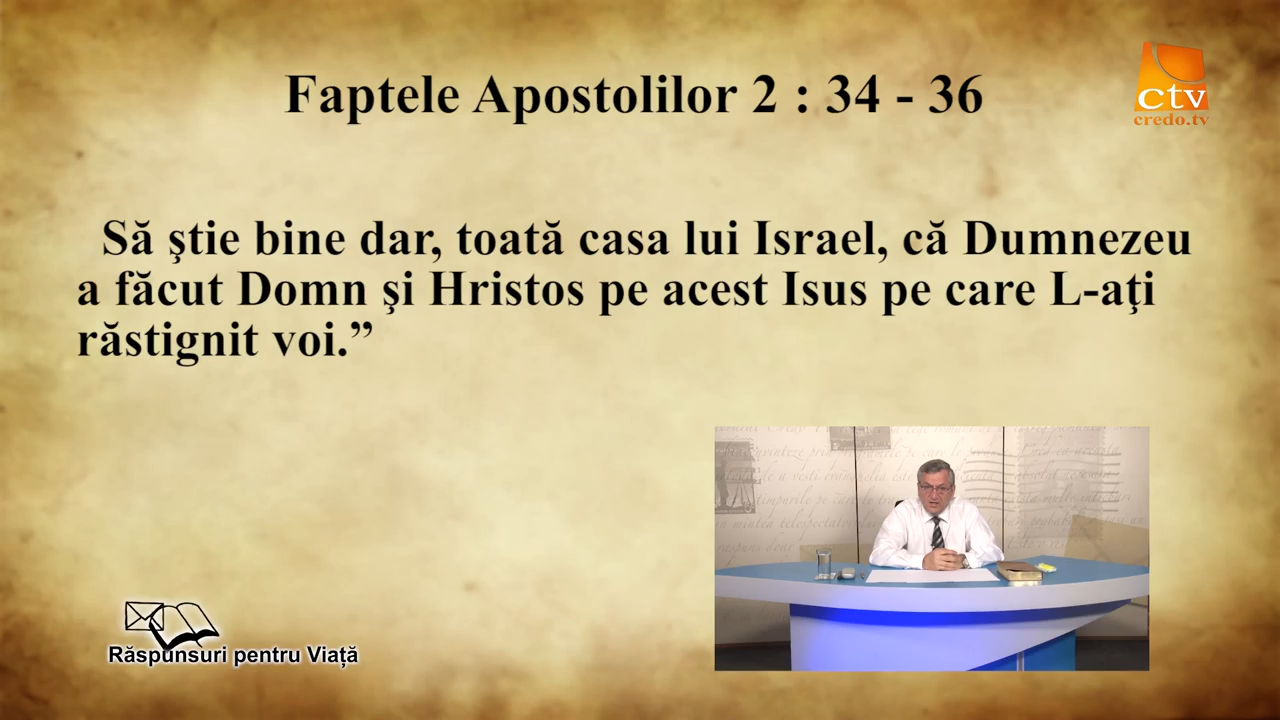 Faptele Apostolilor 2 : 34 - 36
ctv
credo.tv
Să ştie bine dar, toată casa lui Israel, că Dumnezeu
a făcut Domn şi Hristos pe acest Isus pe care L-aţi
răstignit voi.”
Răspunsuri pentru Viață